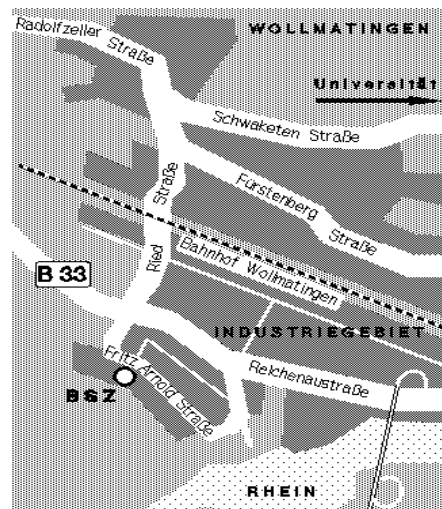 Radolfzeller Straße
WOLLMATINGEN
Universität
Schwaketen Straße
Fürstenberg Straße
Ried Straße
Bahnhof Wollmatingen
B 33
INDUSTRIEGEBIET
Fritz Arnold Straße
Reichenaustraße
BSZ
RHEIN